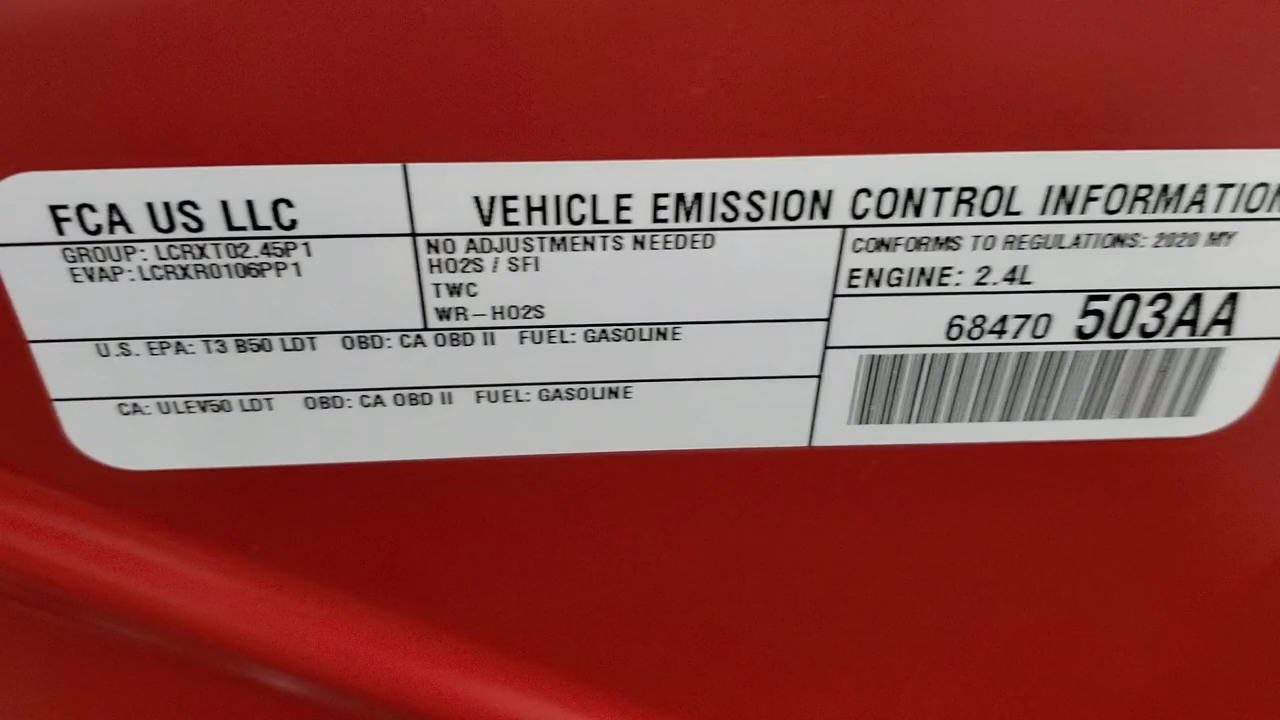 FCA US LLC
VEHICLE EMISSION CONTROL INFORMATION
GROUP: LCRXT02.45P1
EVAP: LCRXR0106PP1
NO ADJUSTMENTS NEEDED
HO2S / SFI
TWC
WR-HO2S
CONFORMS TO REGULATIONS: 2020 MY
ENGINE: 2.4L
68470 503AA
U.S. EPA: T3 B50 LDT OBD: CA OBD II FUEL: GASOLINE
CA: ULEV50 LDT OBD: CA OBD II FUEL: GASOLINE